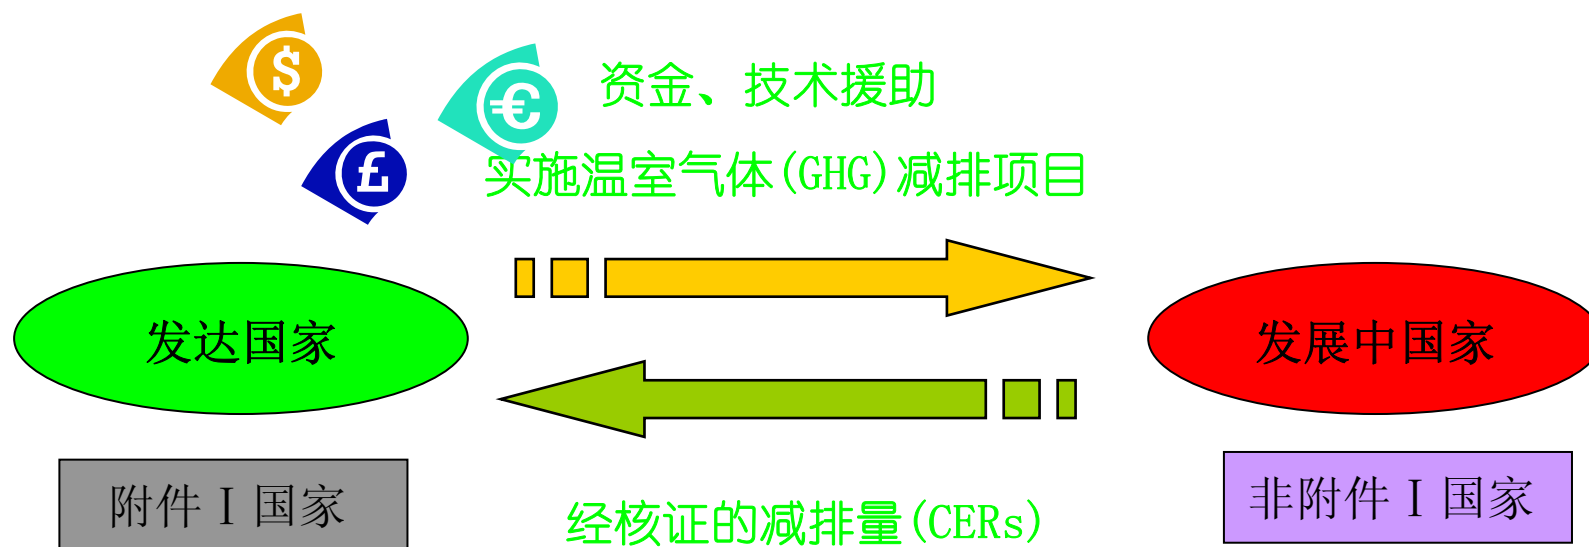 $
€
£
资金、技术援助
实施温室气体(GHG)减排项目
发达国家
发展中国家
附件 I 国家
非附件 I 国家
经核证的减排量(CERs)